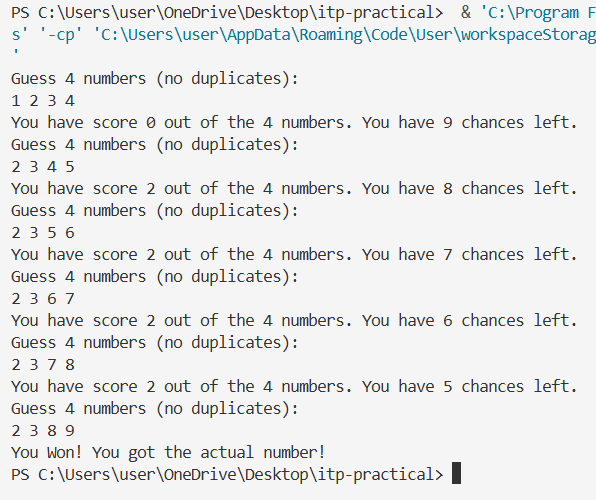 PS C:\Users\user\OneDrive\Desktop\itp-practical>  & 'C:\Program F
s' '-cp' 'C:\Users\user\AppData\Roaming\Code\User\workspaceStorag
'
Guess 4 numbers (no duplicates):
1 2 3 4
You have score 0 out of the 4 numbers. You have 9 chances left.
Guess 4 numbers (no duplicates):
2 3 4 5
You have score 2 out of the 4 numbers. You have 8 chances left.
Guess 4 numbers (no duplicates):
2 3 5 6
You have score 2 out of the 4 numbers. You have 7 chances left.
Guess 4 numbers (no duplicates):
2 3 6 7
You have score 2 out of the 4 numbers. You have 6 chances left.
Guess 4 numbers (no duplicates):
2 3 7 8
You have score 2 out of the 4 numbers. You have 5 chances left.
Guess 4 numbers (no duplicates):
2 3 8 9
You Won! You got the actual number!
PS C:\Users\user\OneDrive\Desktop\itp-practical>